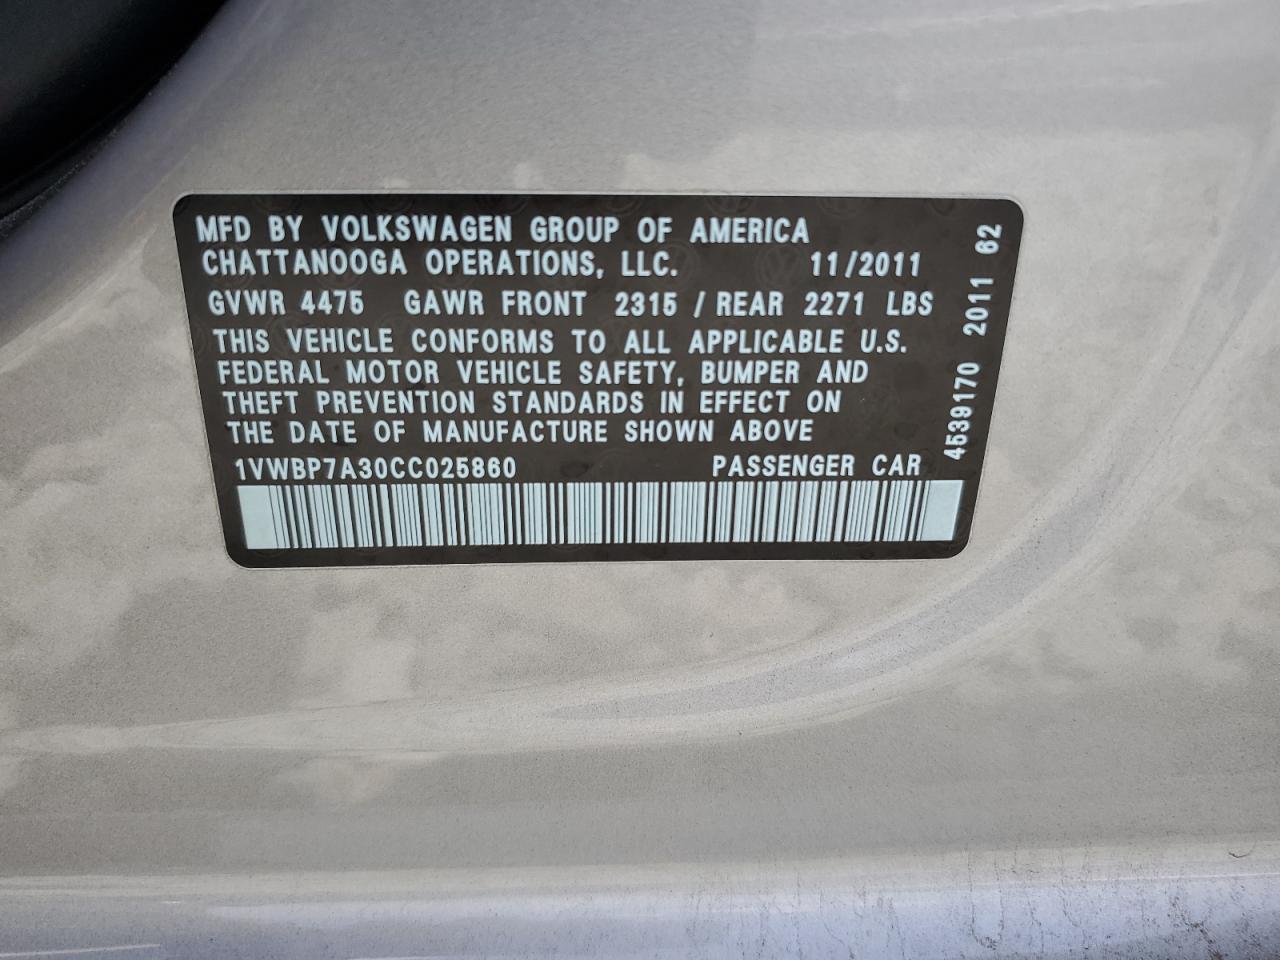 MFD BY VOLKSWAGEN GROUP OF AMERICA
CHATTANOOGA OPERATIONS, LLC. 11/2011
GVWR 4475 GAWR FRONT 2315 / REAR 2271 LBS
THIS VEHICLE CONFORMS TO ALL APPLICABLE U.S.
FEDERAL MOTOR VEHICLE SAFETY, BUMPER AND
THEFT PREVENTION STANDARDS IN EFFECT ON
THE DATE OF MANUFACTURE SHOWN ABOVE
1VWBP7A30CC025860 PASSENGER CAR
4539170 2011 62